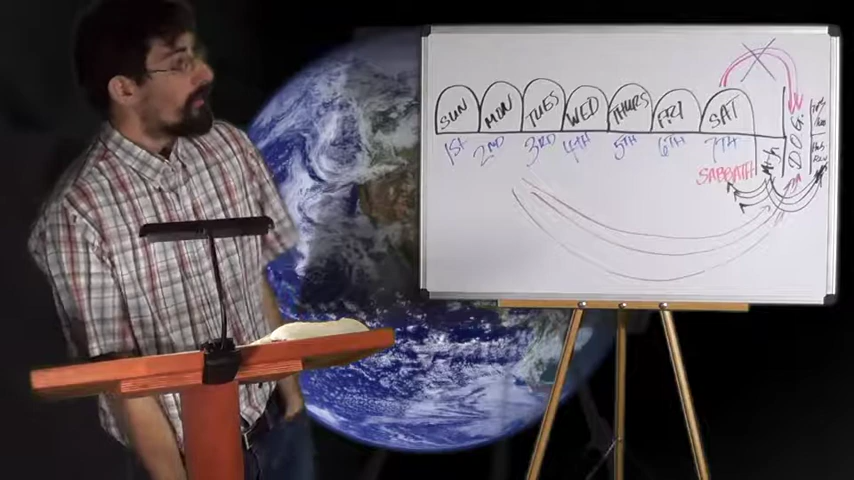 SUN MON TUES WED THURS FRI SAT
1ST 2ND 3RD 4TH 5TH 6TH 7TH
SABBATH